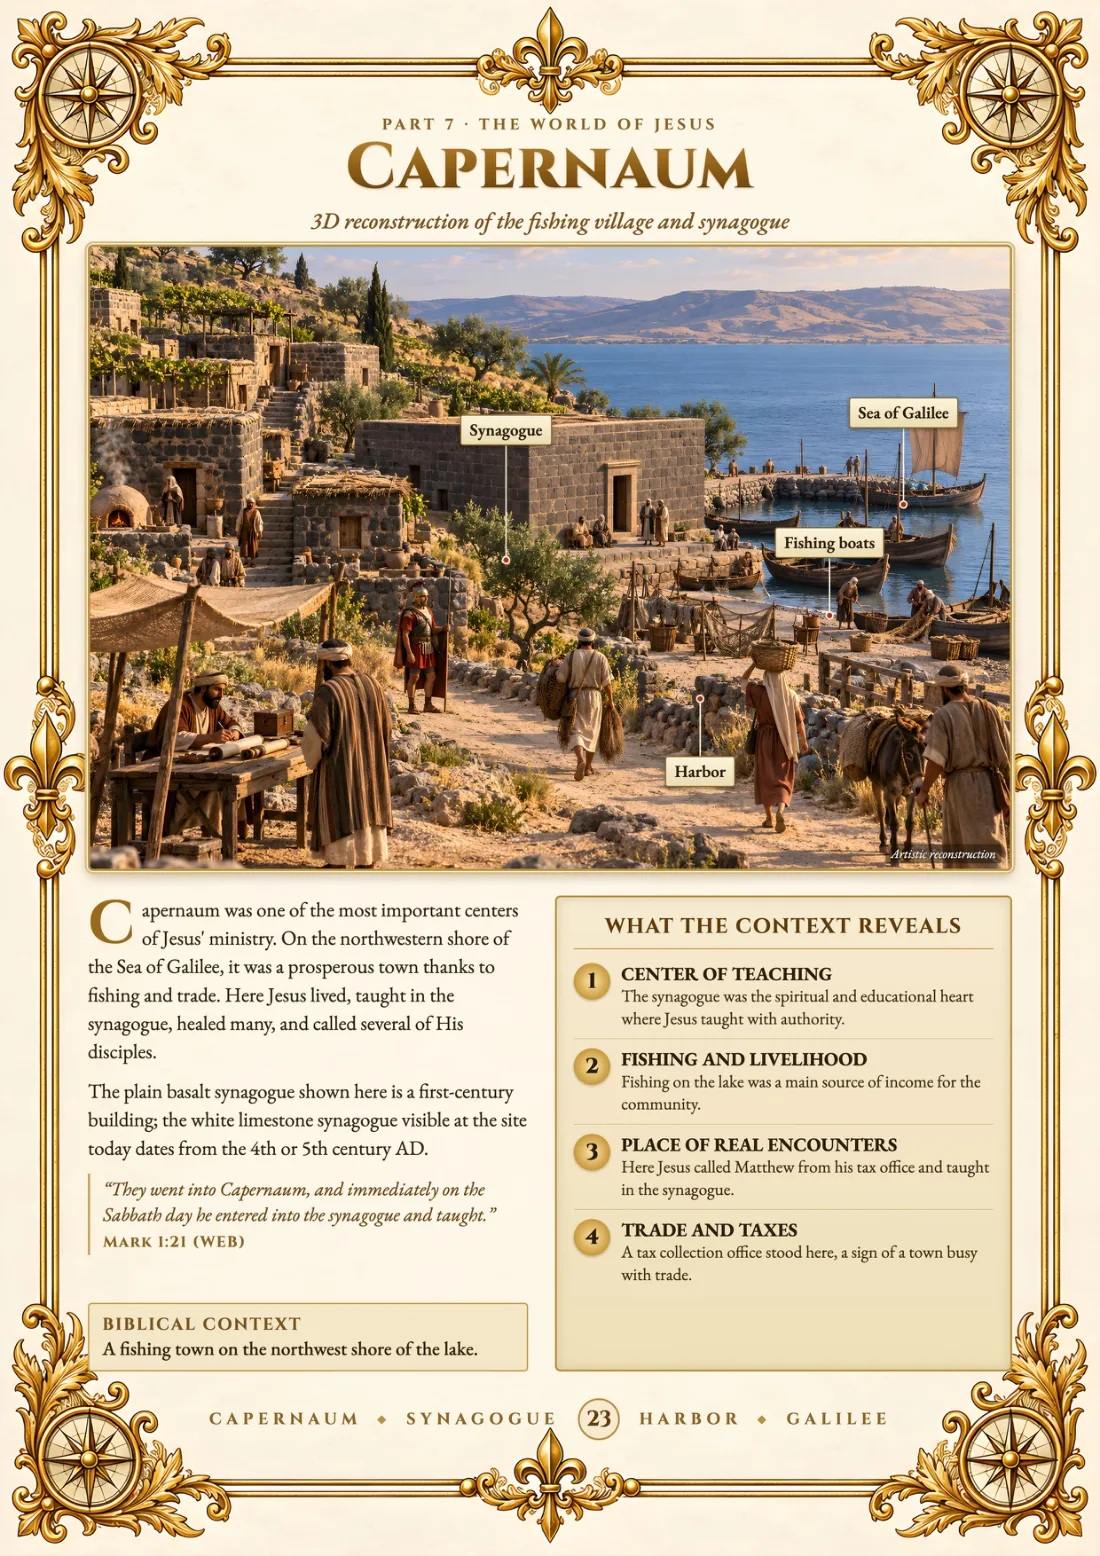 PART 7 · THE WORLD OF JESUS
CAPERNAUM
3D reconstruction of the fishing village and synagogue
Synagogue
Sea of Galilee
Fishing boats
Harbor
Artistic reconstruction
Capernaum was one of the most important centers
of Jesus' ministry. On the northwestern shore of
the Sea of Galilee, it was a prosperous town thanks to
fishing and trade. Here Jesus lived, taught in the
synagogue, healed many, and called several of His
disciples.
The plain basalt synagogue shown here is a first-century
building; the white limestone synagogue visible at the site
today dates from the 4th or 5th century AD.
“They went into Capernaum, and immediately on the
Sabbath day he entered into the synagogue and taught.”
MARK 1:21 (WEB)
BIBLICAL CONTEXT
A fishing town on the northwest shore of the lake.
WHAT THE CONTEXT REVEALS
1 CENTER OF TEACHING
The synagogue was the spiritual and educational heart
where Jesus taught with authority.
2 FISHING AND LIVELIHOOD
Fishing on the lake was a main source of income for the
community.
3 PLACE OF REAL ENCOUNTERS
Here Jesus called Matthew from his tax office and taught
in the synagogue.
4 TRADE AND TAXES
A tax collection office stood here, a sign of a town busy
with trade.
CAPERNAUM ◆ SYNAGOGUE 23 HARBOR ◆ GALILEE